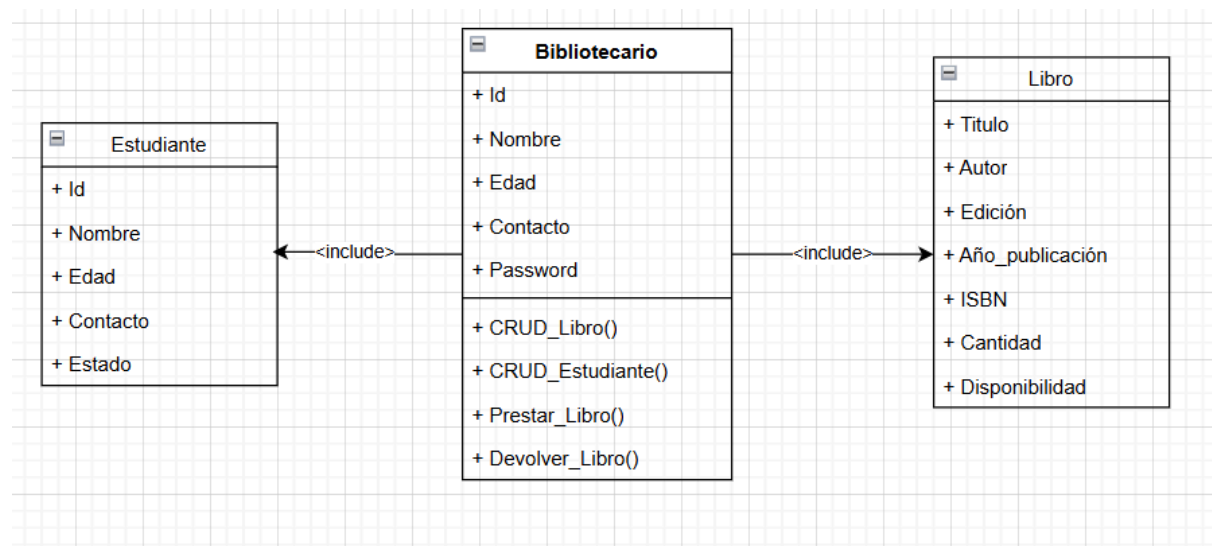 Estudiante
+ Id
+ Nombre
+ Edad
+ Contacto
+ Estado
<include>
Bibliotecario
+ Id
+ Nombre
+ Edad
+ Contacto
+ Password
+ CRUD_Libro()
+ CRUD_Estudiante()
+ Prestar_Libro()
+ Devolver_Libro()
<include>
Libro
+ Titulo
+ Autor
+ Edición
+ Año_publicación
+ ISBN
+ Cantidad
+ Disponibilidad